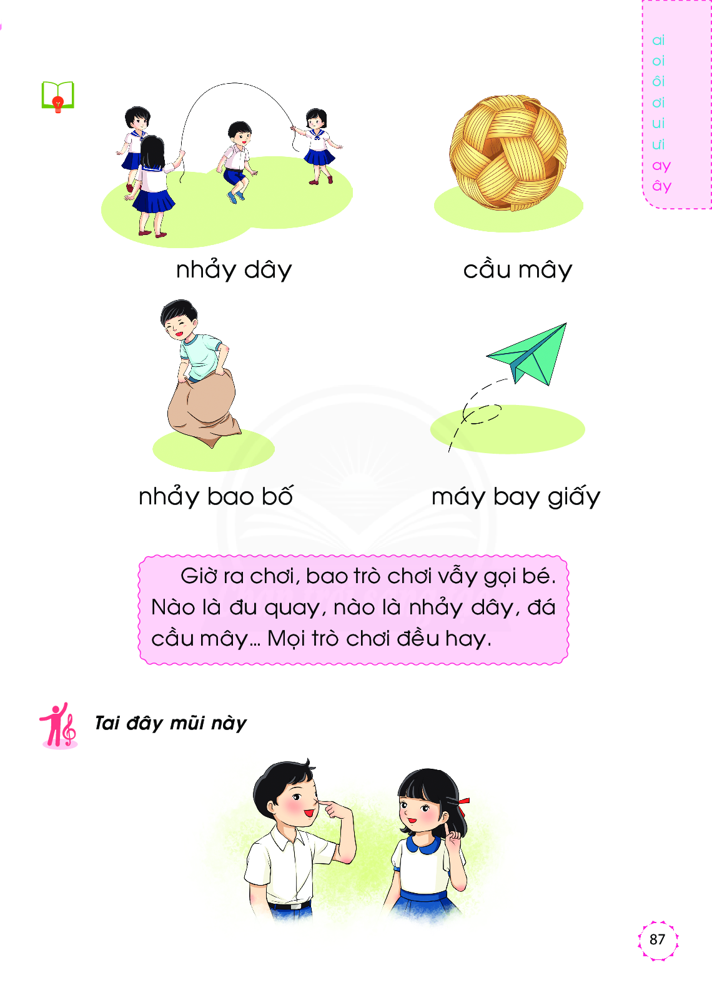 ai
oi
ôi
ơi
ui
ưi
ay
ây
nhảy dây
cầu mây
nhảy bao bố
máy bay giấy
Giờ ra chơi, bao trò chơi vẫy gọi bé.
Nào là đu quay, nào là nhảy dây, đá
cầu mây... Mọi trò chơi đều hay.
Tai đây mũi này
87